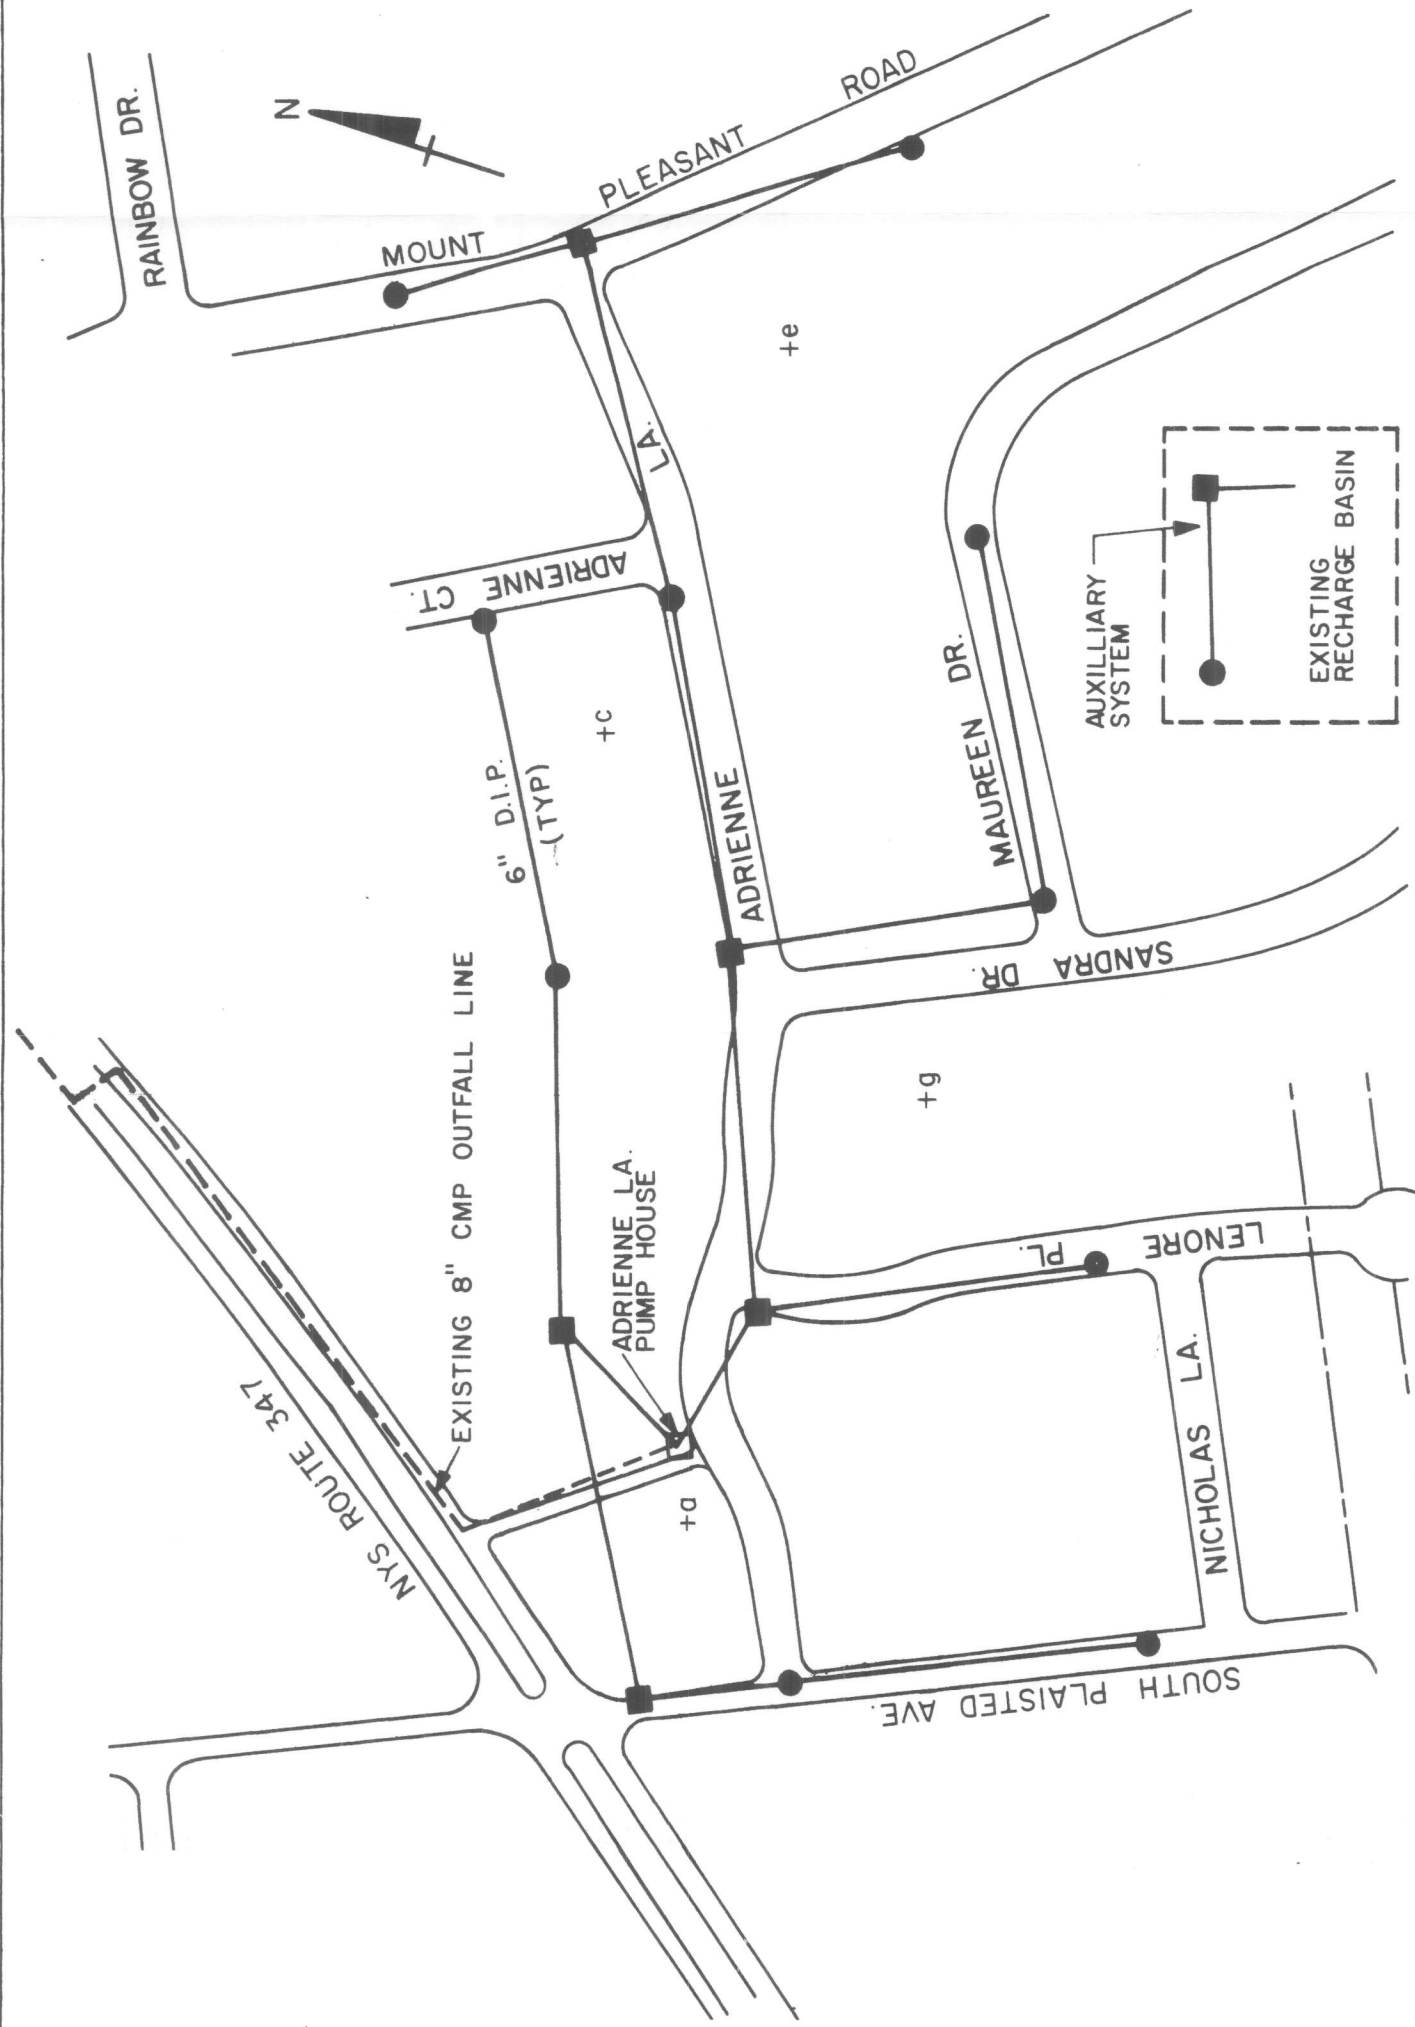 RAINBOW DR.
N
MOUNT
PLEASANT
ROAD
+e
LA.
ADRIENNE CT.
+c
6" D.I.P.
(TYP)
ADRIENNE
MAUREEN DR.
AUXILLIARY
SYSTEM
EXISTING
RECHARGE BASIN
SANDRA DR.
EXISTING 8" CMP OUTFALL LINE
+g
ADRIENNE LA.
PUMP HOUSE
LENORE PL.
NYS ROUTE 347
+a
NICHOLAS LA.
SOUTH PLAISTED AVE.